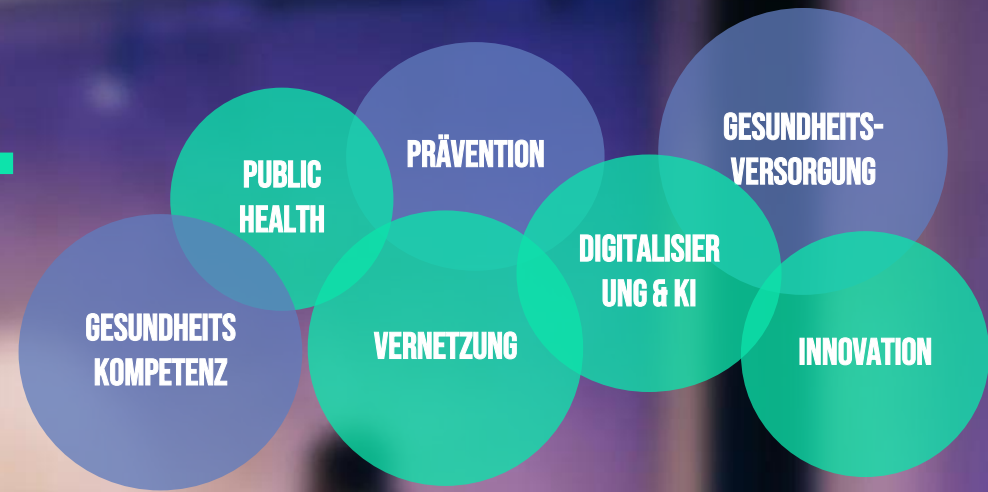 PUBLIC
HEALTH
PRÄVENTION
GESUNDHEITS-
VERSORGUNG
GESUNDHEITS
KOMPETENZ
VERNETZUNG
DIGITALISIER
UNG & KI
INNOVATION